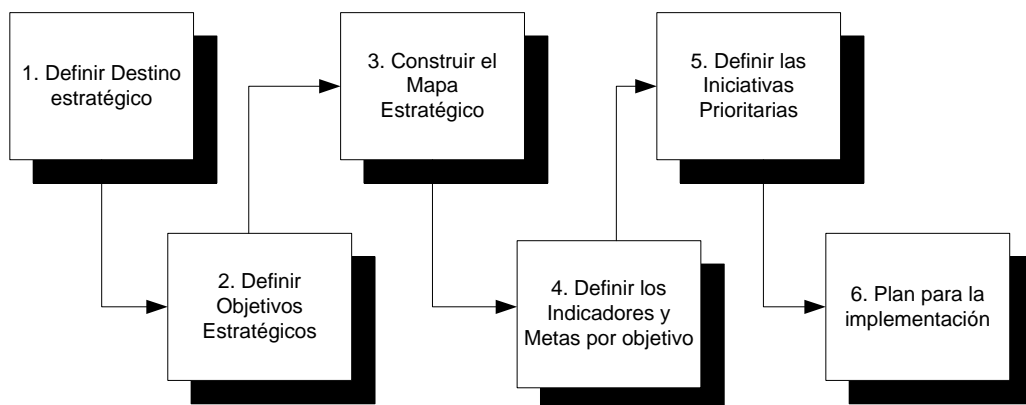 1. Definir Destino
estratégico
2. Definir
Objetivos
Estratégicos
3. Construir el
Mapa
Estratégico
4. Definir los
Indicadores y
Metas por objetivo
5. Definir las
Iniciativas
Prioritarias
6. Plan para la
implementación